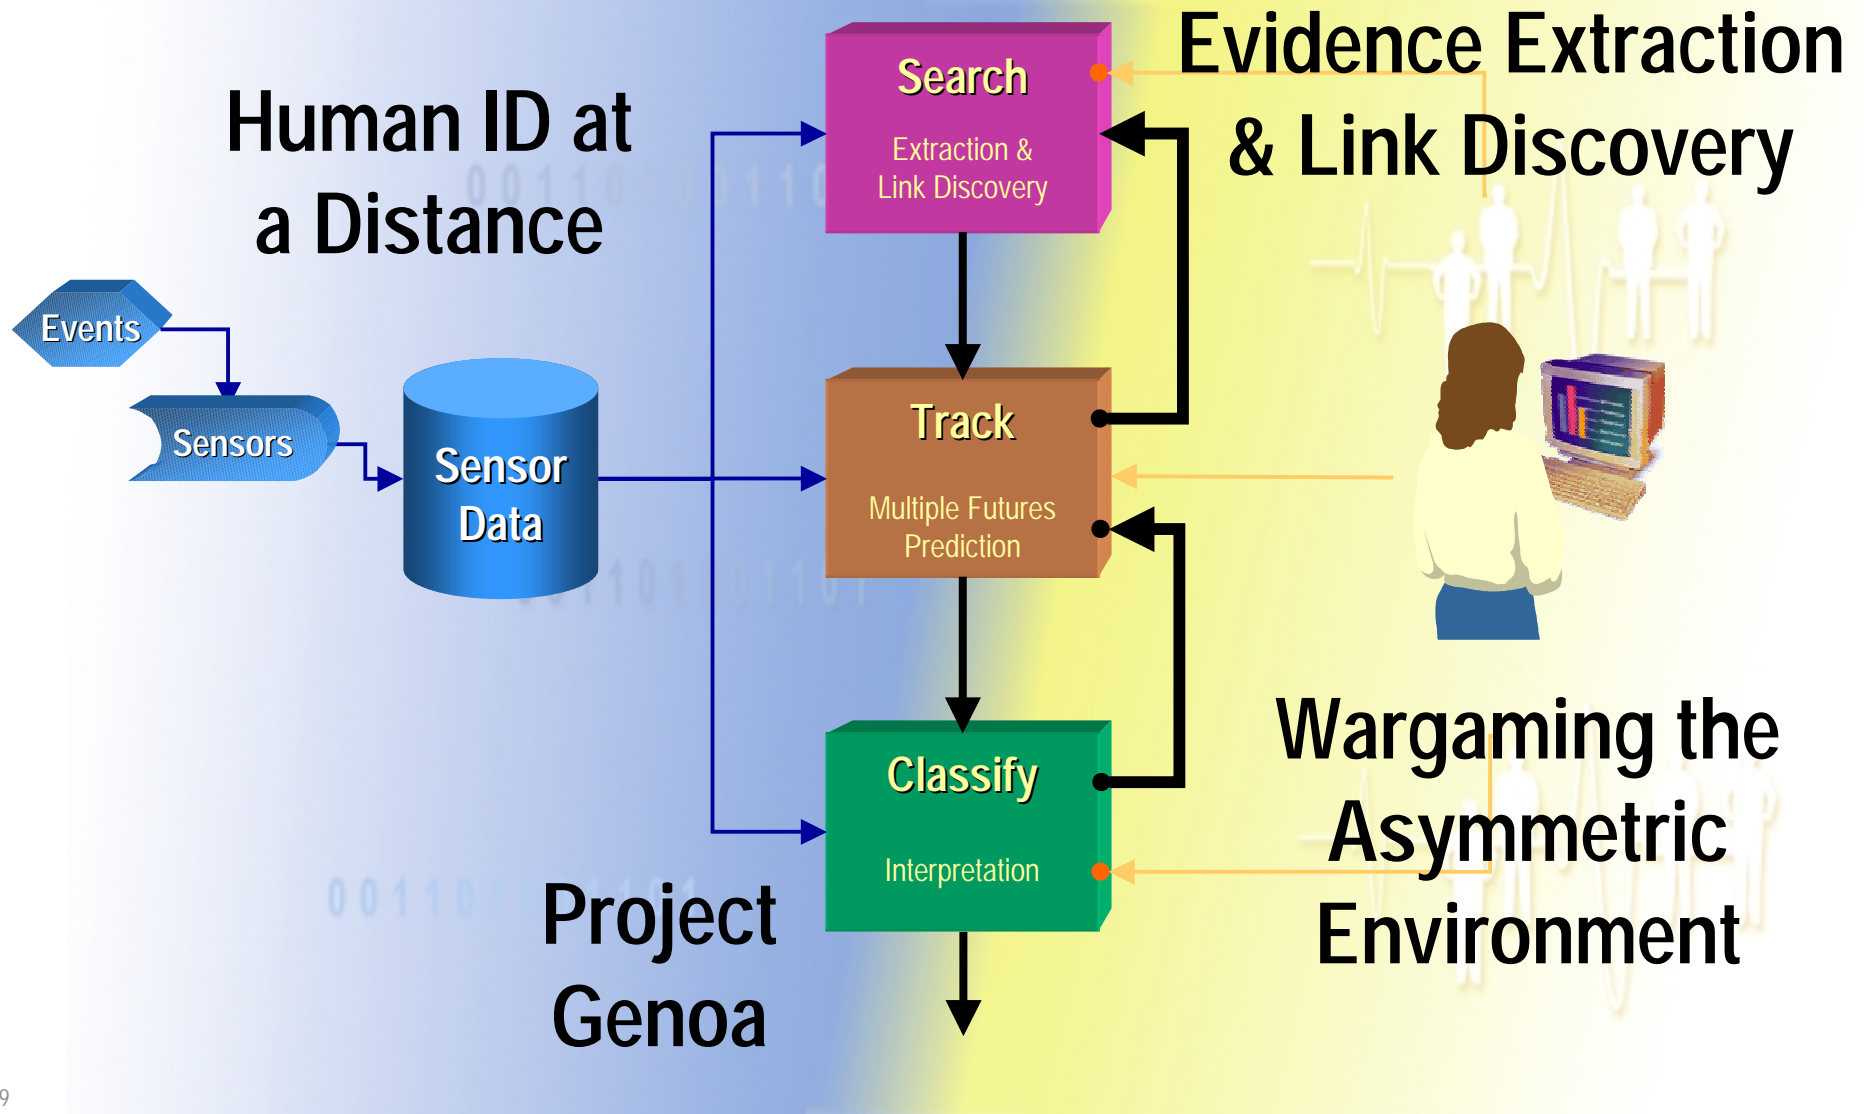 Evidence Extraction
& Link Discovery
Human ID at
a Distance
Search
Extraction &
Link Discovery
Events
Sensors
Sensor
Data
Track
Multiple Futures
Prediction
Classify
Interpretation
Wargaming the
Asymmetric
Environment
Project
Genoa
9